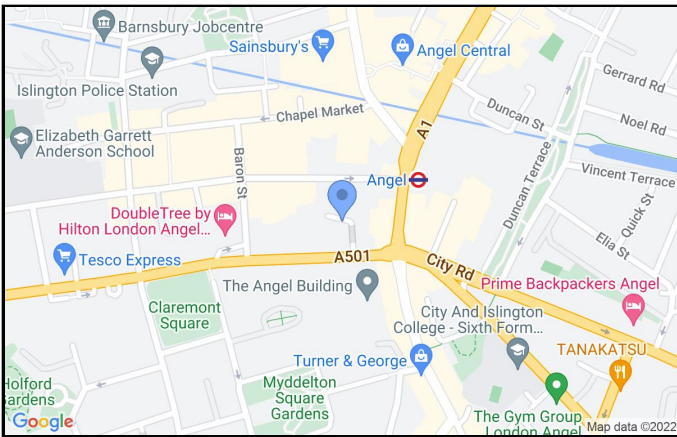 Barnsbury Jobcentre
Sainsbury's
Angel Central
Islington Police Station
Gerrard Rd
Chapel Market
Duncan St
Noel Rd
A1
Elizabeth Garrett
Anderson School
Baron St
Angel
Vincent Terrace
Duncan Terrace
Quick St
DoubleTree by
Hilton London Angel...
Elia St
Tesco Express
A501
City Rd
The Angel Building
Prime Backpackers Angel
Claremont
Square
City And Islington
College - Sixth Form...
TANAKATSU
Turner & George
Holford
Gardens
Myddelton
Square
Gardens
The Gym Group
London Angel
Google
Map data ©2022